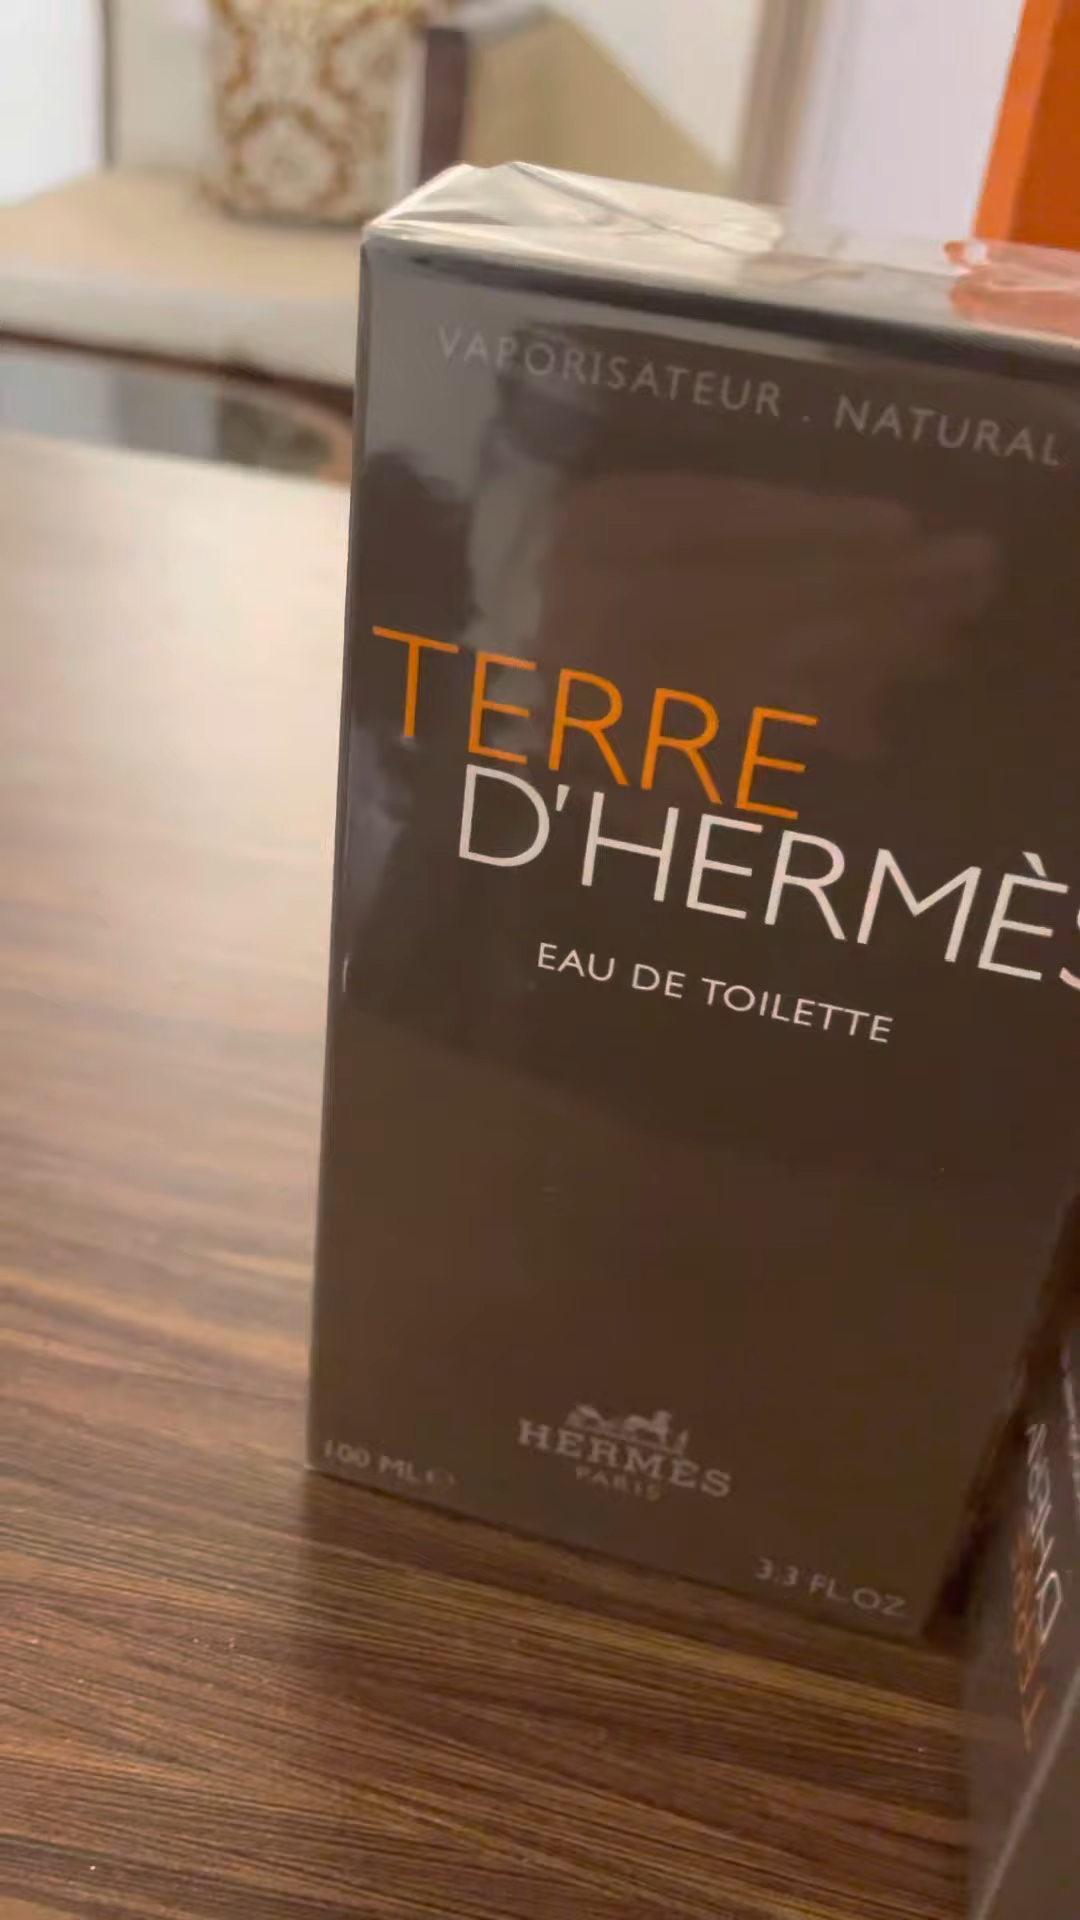 VAPORISATEUR . NATURAL
TERRE
D'HERMÈS
EAU DE TOILETTE
HERMÈS
PARIS
100 ML ℮
3.3 FL.OZ